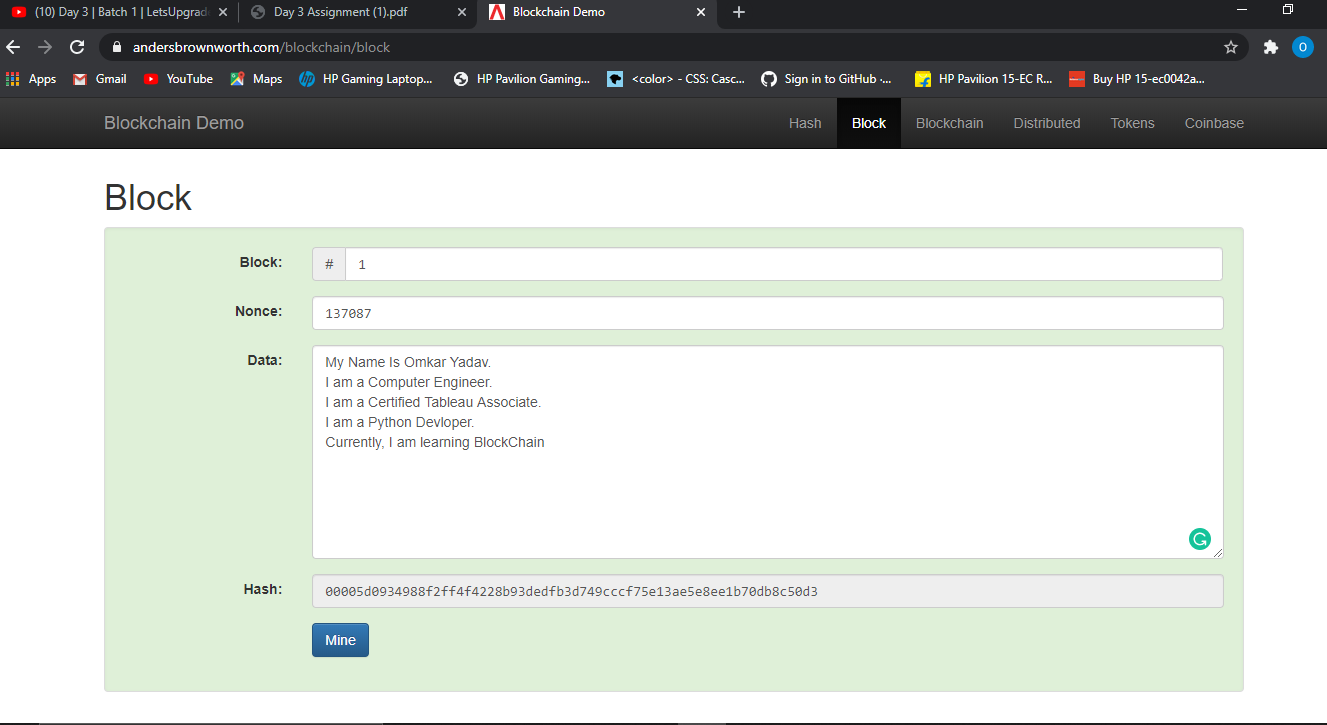 (10) Day 3 | Batch 1 | LetsUpgrad
Day 3 Assignment (1).pdf
Blockchain Demo
andersbrownworth.com/blockchain/block
O
Apps
Gmail
YouTube
Maps
HP Gaming Laptop...
HP Pavilion Gaming...
<color> - CSS: Casc...
Sign in to GitHub ·...
HP Pavilion 15-EC R...
Buy HP 15-ec0042a...
Blockchain Demo
Hash
Block
Blockchain
Distributed
Tokens
Coinbase
Block
Block:
# 1
Nonce:
137087
Data:
My Name Is Omkar Yadav.
I am a Computer Engineer.
I am a Certified Tableau Associate.
I am a Python Devloper.
Currently, I am learning BlockChain
Hash:
00005d0934988f2ff4f4228b93dedfb3d749cccf75e13ae5e8ee1b70db8c50d3
Mine